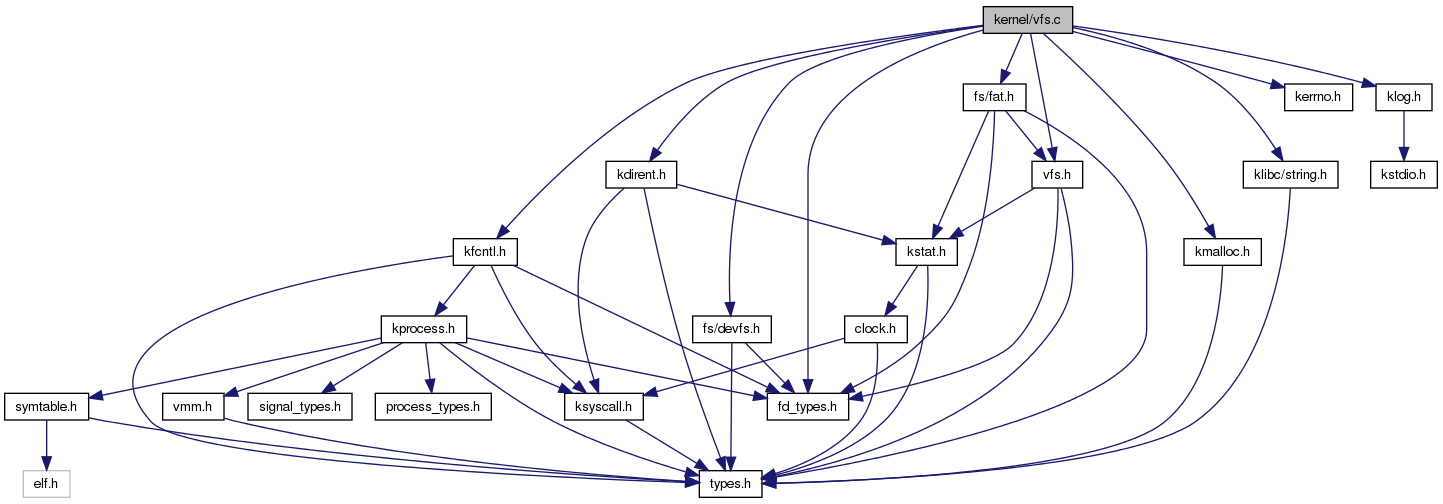 kernel/vfs.c
fs/fat.h
kerrno.h
klog.h
kdirent.h
vfs.h
klibc/string.h
kstdio.h
kfcntl.h
kstat.h
kmalloc.h
kprocess.h
fs/devfs.h
clock.h
symtable.h
vmm.h
signal_types.h
process_types.h
ksyscall.h
fd_types.h
elf.h
types.h